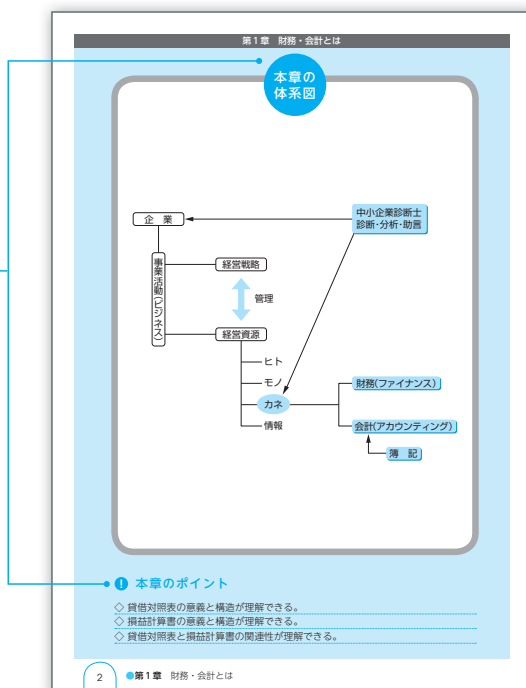 第1章 財務・会計とは
本章の
体系図
企 業
中小企業診断士
診断・分析・助言
事業活動(ビジネス)
経営戦略
管理
経営資源
ヒト
モノ
カネ
情報
財務(ファイナンス)
会計(アカウンティング)
簿 記
! 本章のポイント
◇ 貸借対照表の意義と構造が理解できる。
◇ 損益計算書の意義と構造が理解できる。
◇ 貸借対照表と損益計算書の関連性が理解できる。
2 ●第1章 財務・会計とは